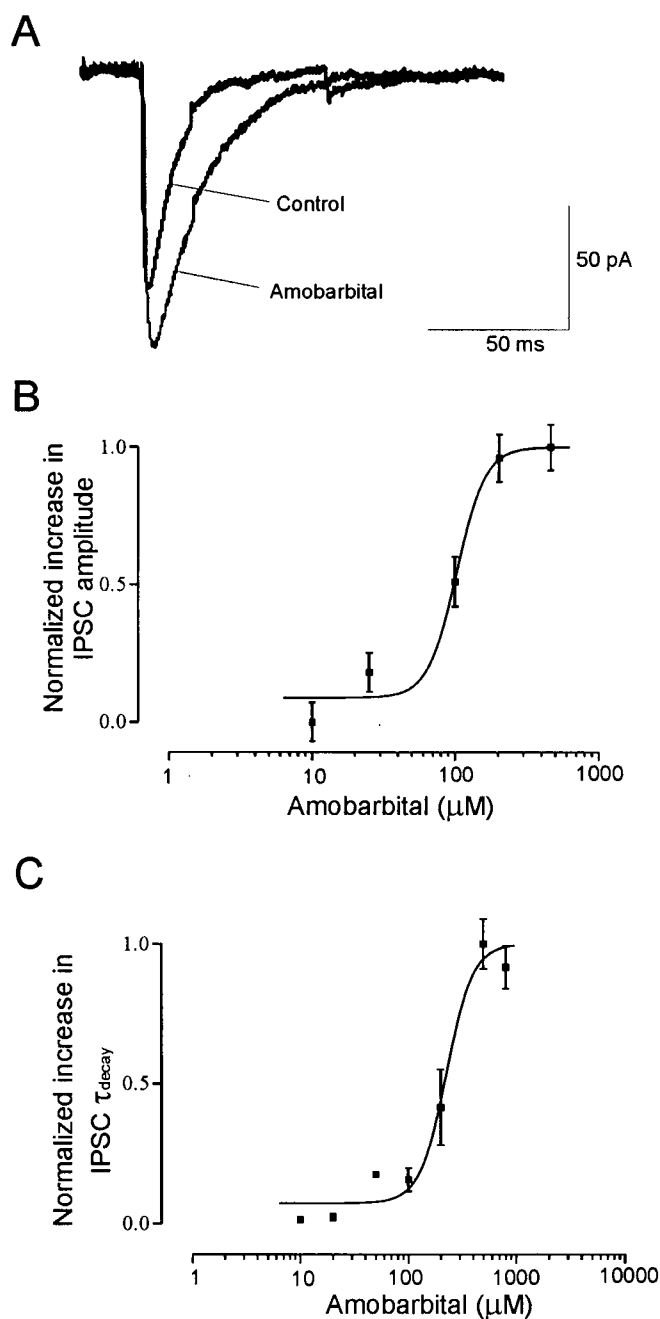 A
Control
Amobarbital
50 pA
50 ms
B
Normalized increase in
IPSC amplitude
1.0
0.5
0.0
1
10
100
1000
Amobarbital (μM)
C
Normalized increase in
IPSC τdecay
1.0
0.5
0.0
1
10
100
1000
10000
Amobarbital (μM)